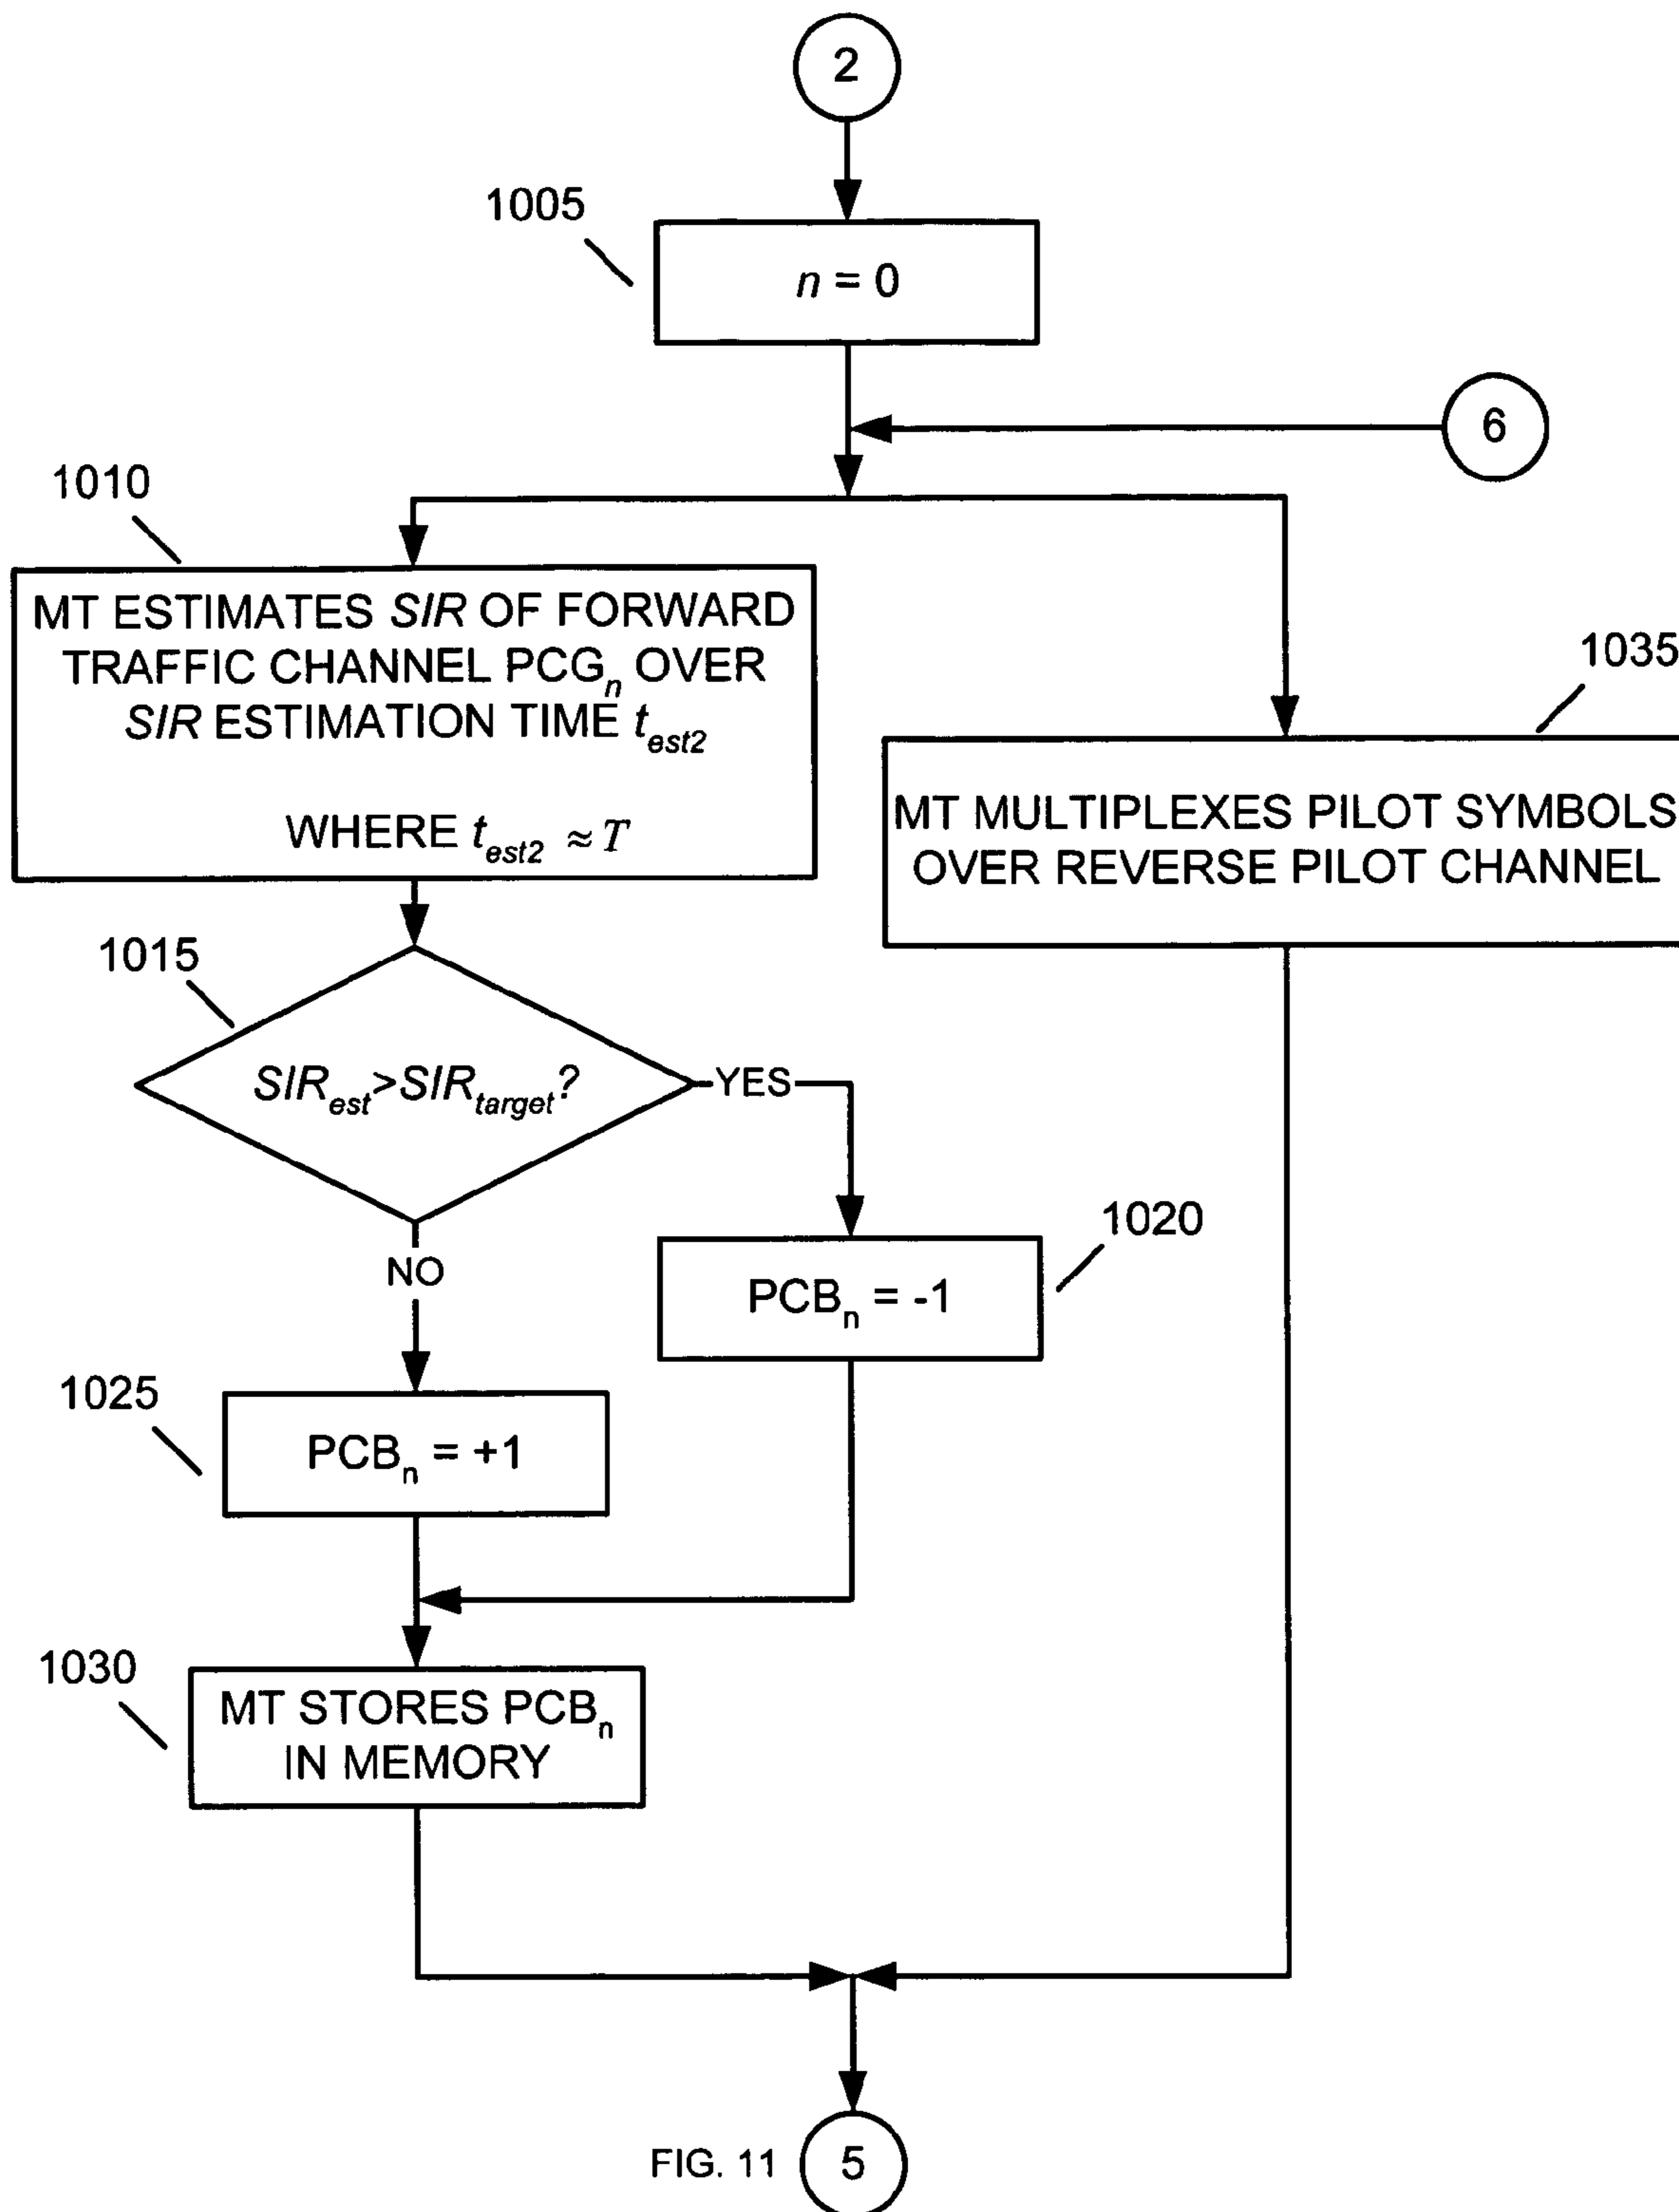 2
1005
n = 0
6
1010
MT ESTIMATES SIR OF FORWARD
TRAFFIC CHANNEL PCGn OVER
SIR ESTIMATION TIME test2
WHERE test2 ≈ T
1035
MT MULTIPLEXES PILOT SYMBOLS
OVER REVERSE PILOT CHANNEL
1015
SIRest>SIRtarget?
YES
NO
1020
PCBn = -1
1025
PCBn = +1
1030
MT STORES PCBn
IN MEMORY
FIG. 11
5